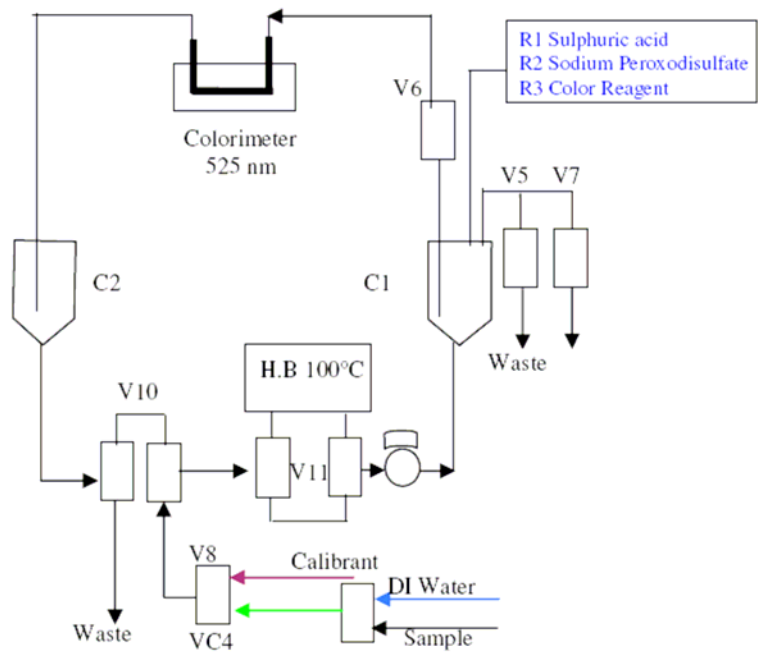 R1 Sulphuric acid
R2 Sodium Peroxodisulfate
R3 Color Reagent
V6
Colorimeter
525 nm
V5 V7
C2
C1
Waste
H.B 100°C
V10
V11
V8
Calibrant
DI Water
Waste
VC4
Sample